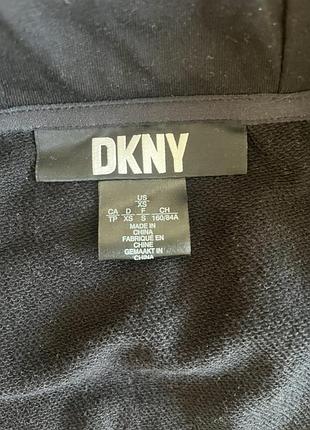 DKNY
US
XS
CA D F CH
TP XS S 160/84A
MADE IN
CHINA
FABRIQUÉ EN
CHINE
GEMAAKT IN
CHINA